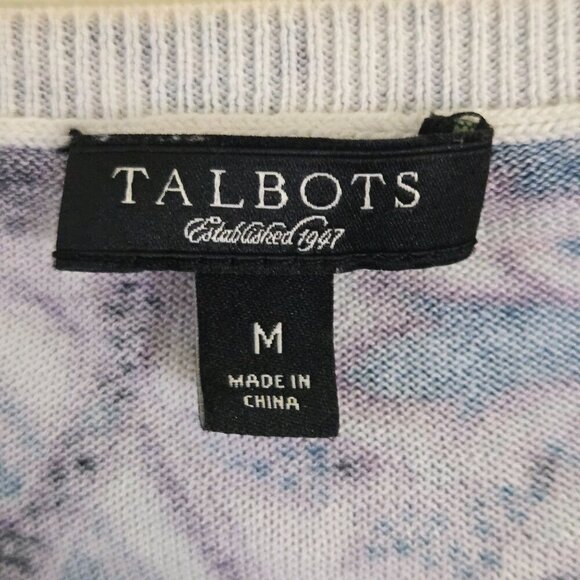 TALBOTS
Established 1947
M
MADE IN
CHINA